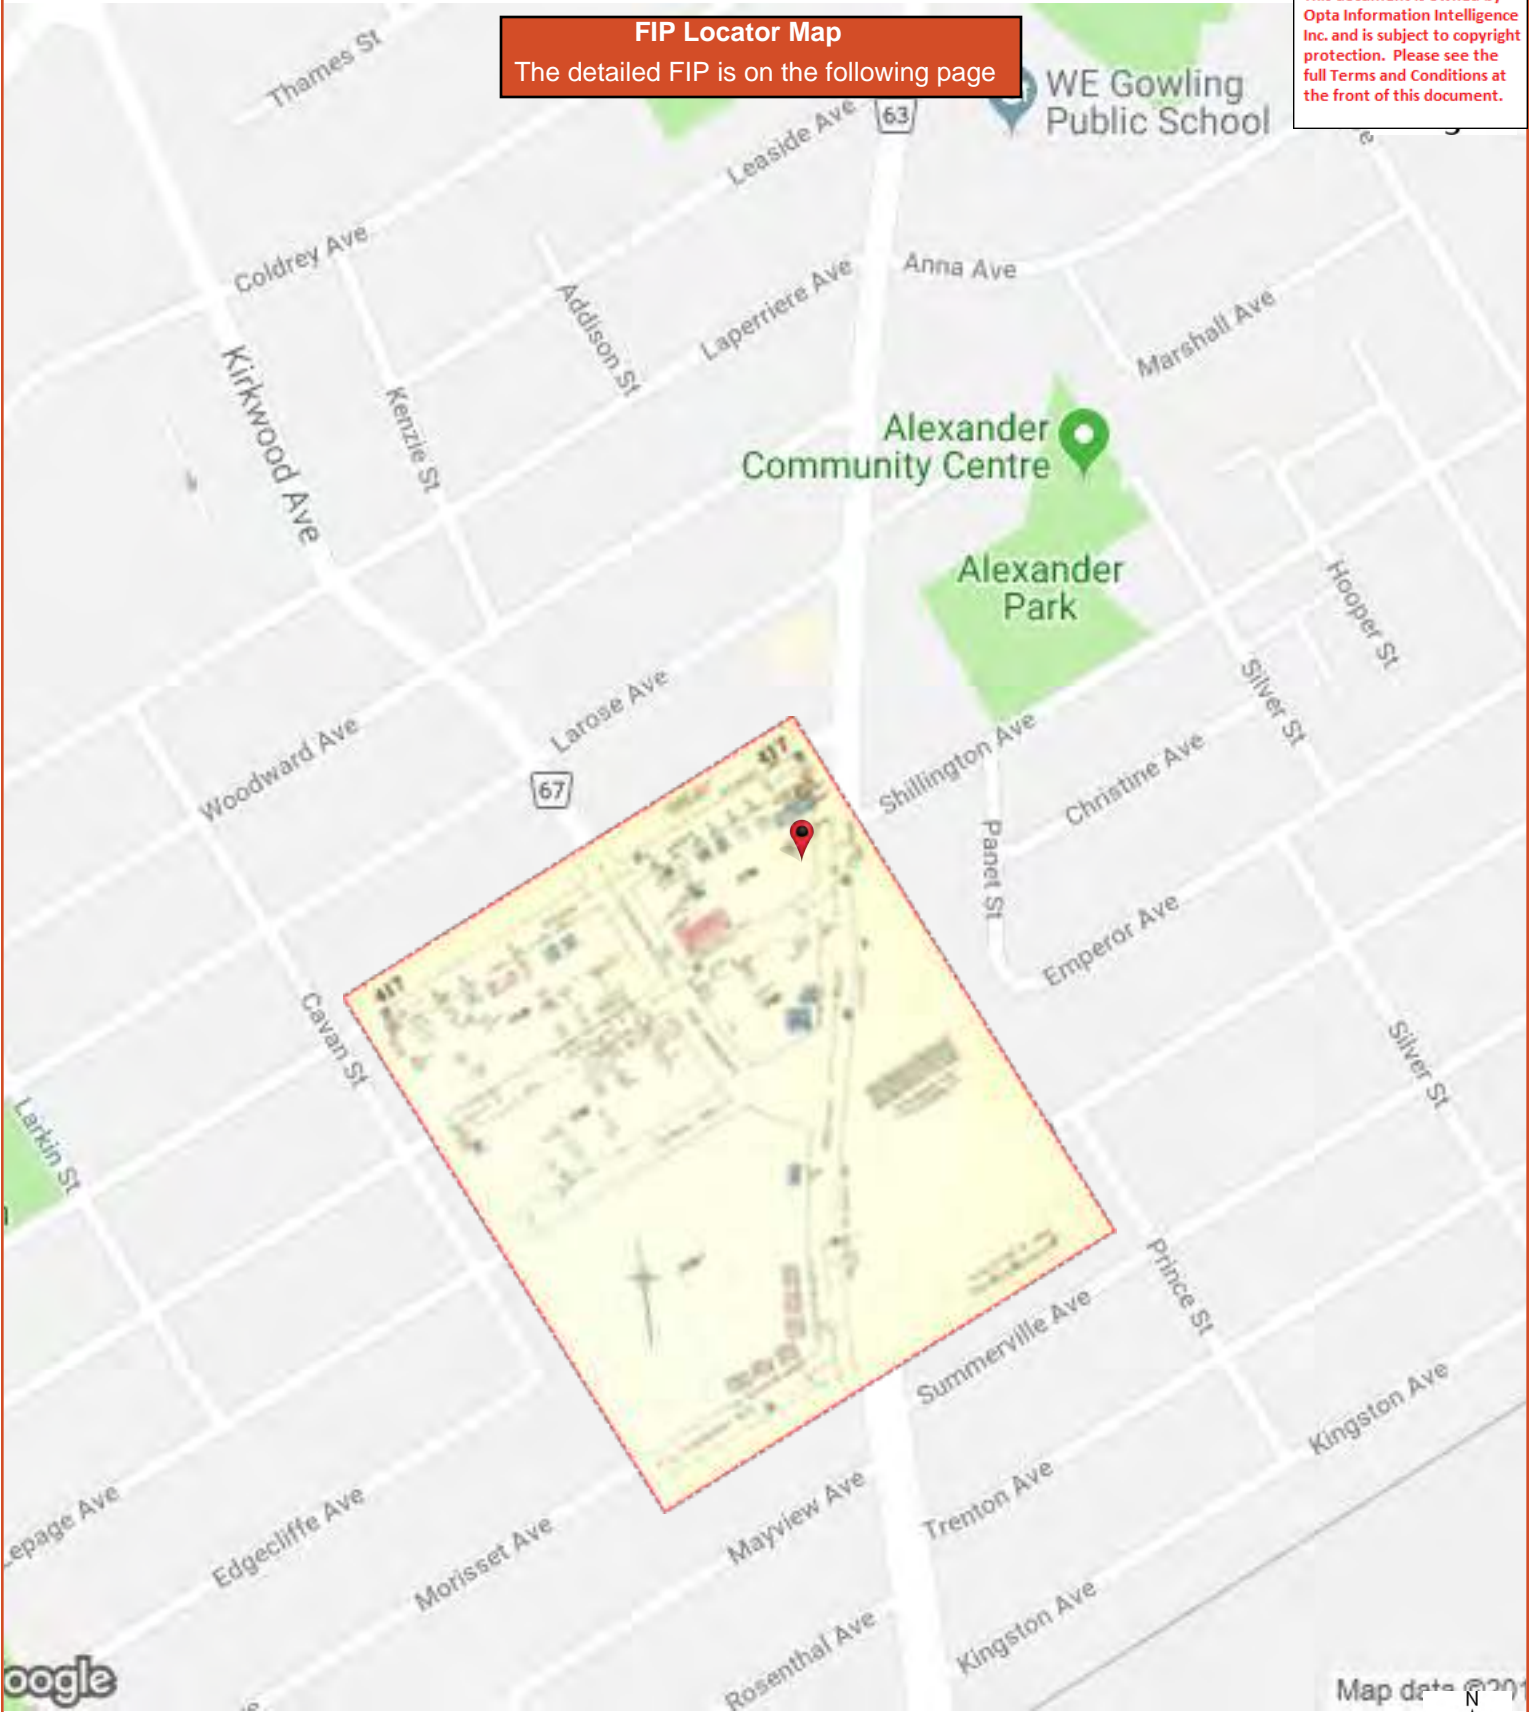 FIP Locator Map
The detailed FIP is on the following page
Opta Information Intelligence
Inc. and is subject to copyright
protection. Please see the
full Terms and Conditions at
the front of this document.
Thames St
63
WE Gowling
Public School
Leaside Ave
Coldrey Ave
Addison St
Laperriere Ave
Anna Ave
Marshall Ave
Kirkwood Ave
Kenzie St
Alexander
Community Centre
Alexander
Park
Hooper St
Silver St
Larose Ave
Woodward Ave
67
417
Shillington Ave
Christine Ave
Panet St
Emperor Ave
417
Cavan St
Silver St
Larkin St
Prince St
Summerville Ave
Kingston Ave
Mayview Ave
Trenton Ave
epage Ave
Edgecliffe Ave
Morisset Ave
Rosenthal Ave
Kingston Ave
oogle
Map data ©201
N